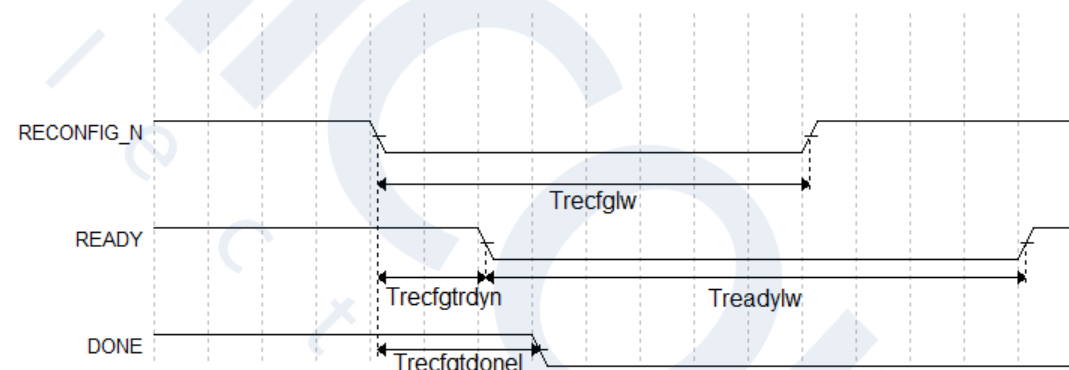 RECONFIG_N
Trecfglw
READY
Trecfgtrdyn
Treadylw
DONE
Trecfgtdonel